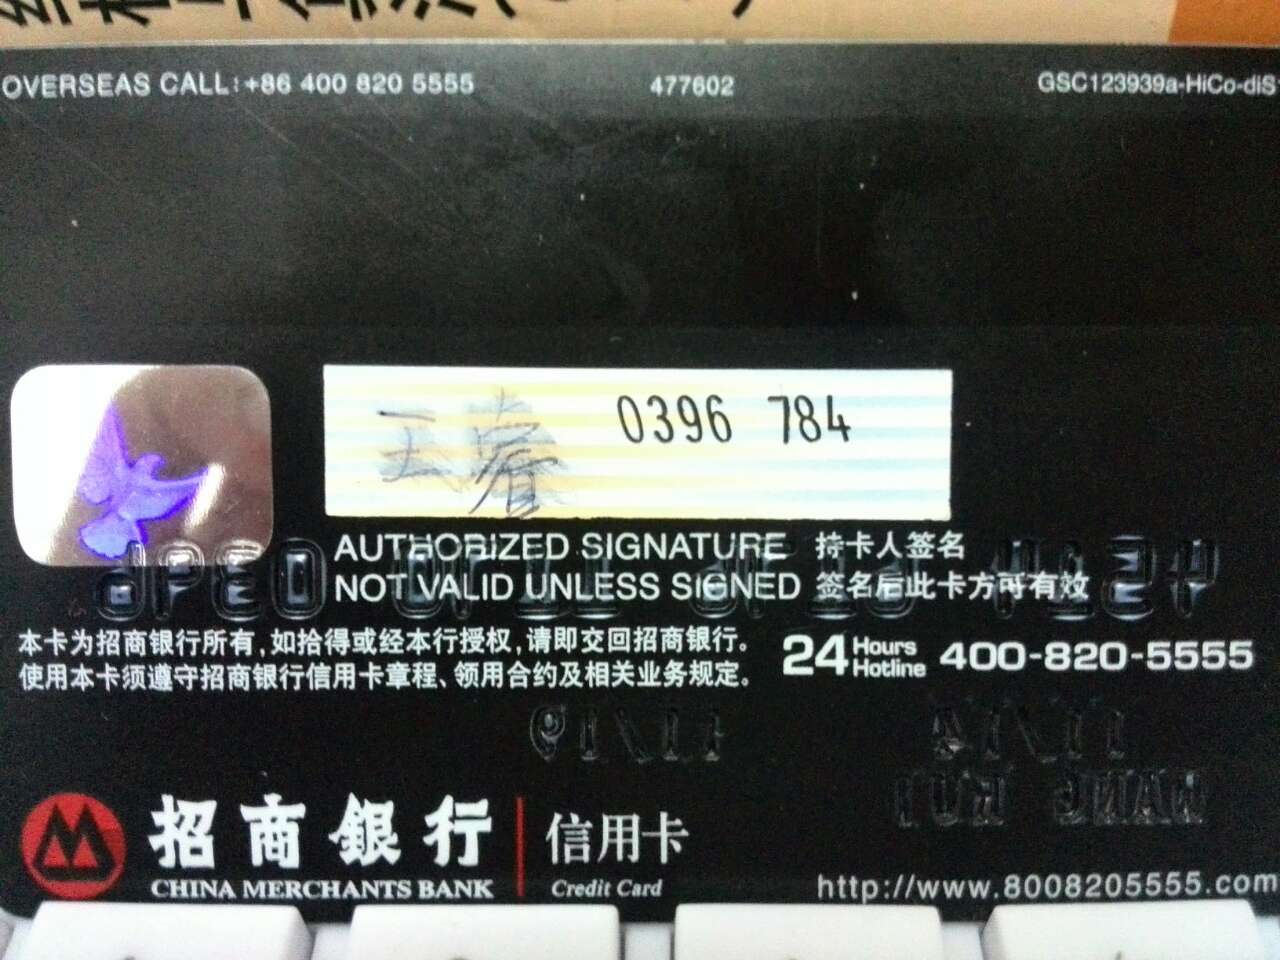 OVERSEAS CALL:+86 400 820 5555
477602
GSC123939a-HiCo-diS
王睿 0396 784
AUTHORIZED SIGNATURE 持卡人签名
NOT VALID UNLESS SIGNED 签名后此卡方可有效
本卡为招商银行所有,如拾得或经本行授权,请即交回招商银行。
使用本卡须遵守招商银行信用卡章程、领用合约及相关业务规定。
24 Hours Hotline 400-820-5555
招商銀行 信用卡
CHINA MERCHANTS BANK Credit Card
http://www.8008205555.com